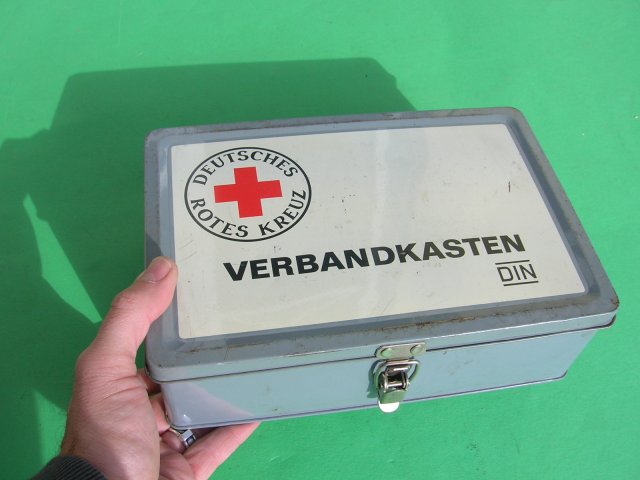 DEUTSCHES
ROTES KREUZ
VERBANDKASTEN
DIN